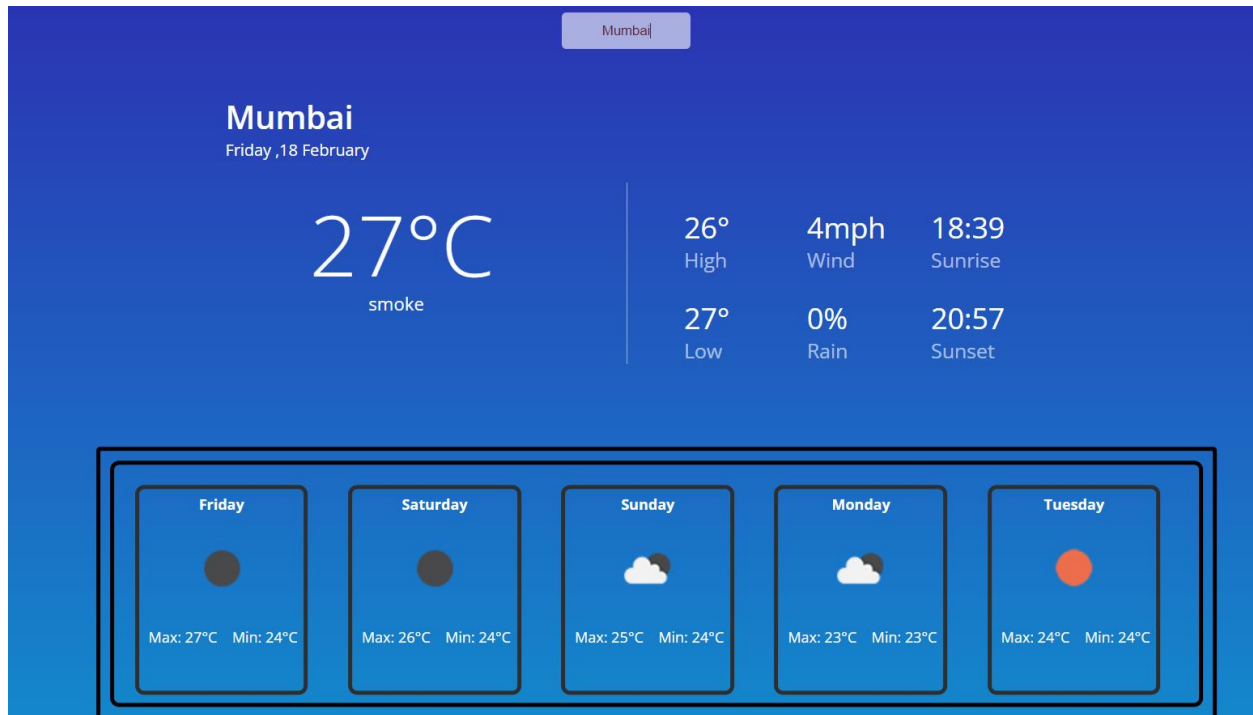 Mumbai
Mumbai
Friday ,18 February
27°C
smoke
26° 4mph 18:39
High Wind Sunrise
27° 0% 20:57
Low Rain Sunset
Friday Saturday Sunday Monday Tuesday
Max: 27°C Min: 24°C Max: 26°C Min: 24°C Max: 25°C Min: 24°C Max: 23°C Min: 23°C Max: 24°C Min: 24°C